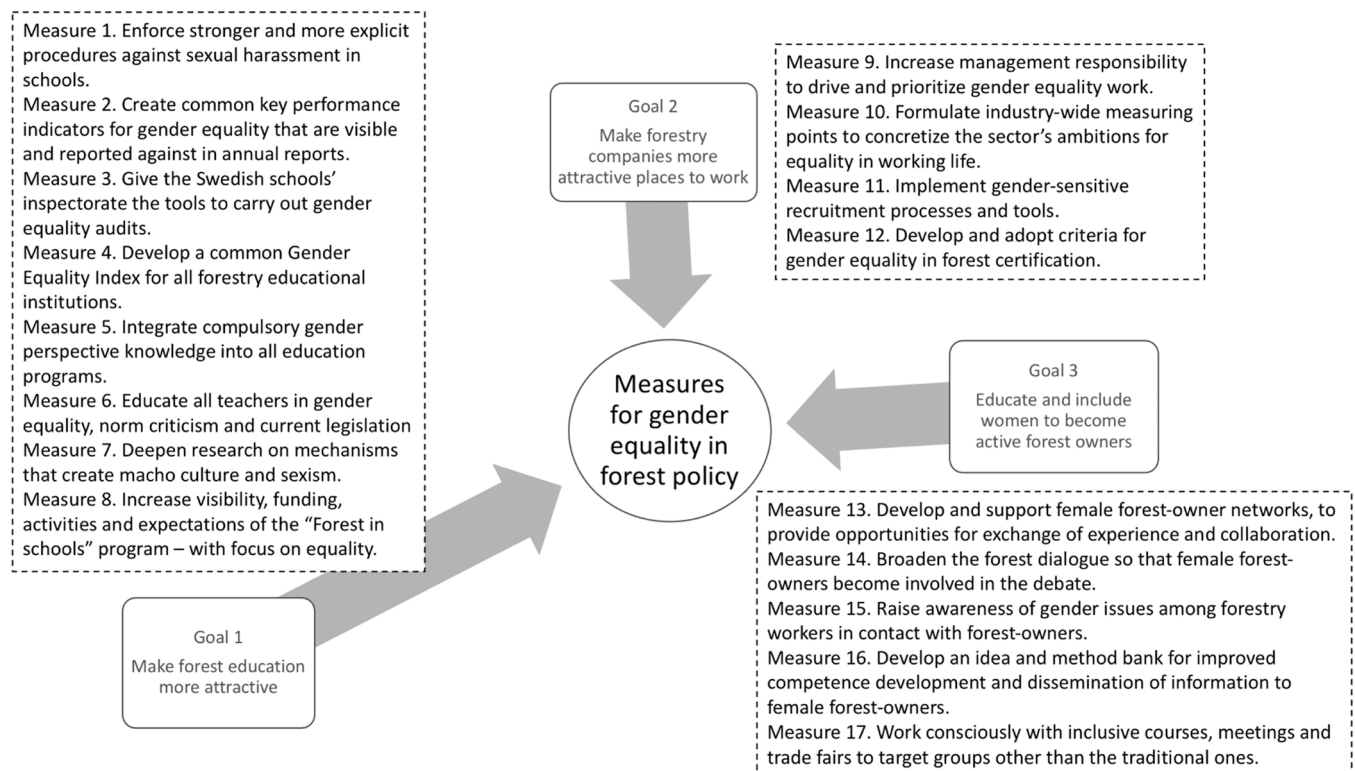 Measure 1. Enforce stronger and more explicit
procedures against sexual harassment in
schools.
Measure 2. Create common key performance
indicators for gender equality that are visible
and reported against in annual reports.
Measure 3. Give the Swedish schools’
inspectorate the tools to carry out gender
equality audits.
Measure 4. Develop a common Gender
Equality Index for all forestry educational
institutions.
Measure 5. Integrate compulsory gender
perspective knowledge into all education
programs.
Measure 6. Educate all teachers in gender
equality, norm criticism and current legislation
Measure 7. Deepen research on mechanisms
that create macho culture and sexism.
Measure 8. Increase visibility, funding,
activities and expectations of the “Forest in
schools” program – with focus on equality.
Goal 1
Make forest education
more attractive
Goal 2
Make forestry
companies more
attractive places to work
Measure 9. Increase management responsibility
to drive and prioritize gender equality work.
Measure 10. Formulate industry-wide measuring
points to concretize the sector’s ambitions for
equality in working life.
Measure 11. Implement gender-sensitive
recruitment processes and tools.
Measure 12. Develop and adopt criteria for
gender equality in forest certification.
Measures
for gender
equality in
forest policy
Goal 3
Educate and include
women to become
active forest owners
Measure 13. Develop and support female forest-owner networks, to
provide opportunities for exchange of experience and collaboration.
Measure 14. Broaden the forest dialogue so that female forest-
owners become involved in the debate.
Measure 15. Raise awareness of gender issues among forestry
workers in contact with forest-owners.
Measure 16. Develop an idea and method bank for improved
competence development and dissemination of information to
female forest-owners.
Measure 17. Work consciously with inclusive courses, meetings and
trade fairs to target groups other than the traditional ones.